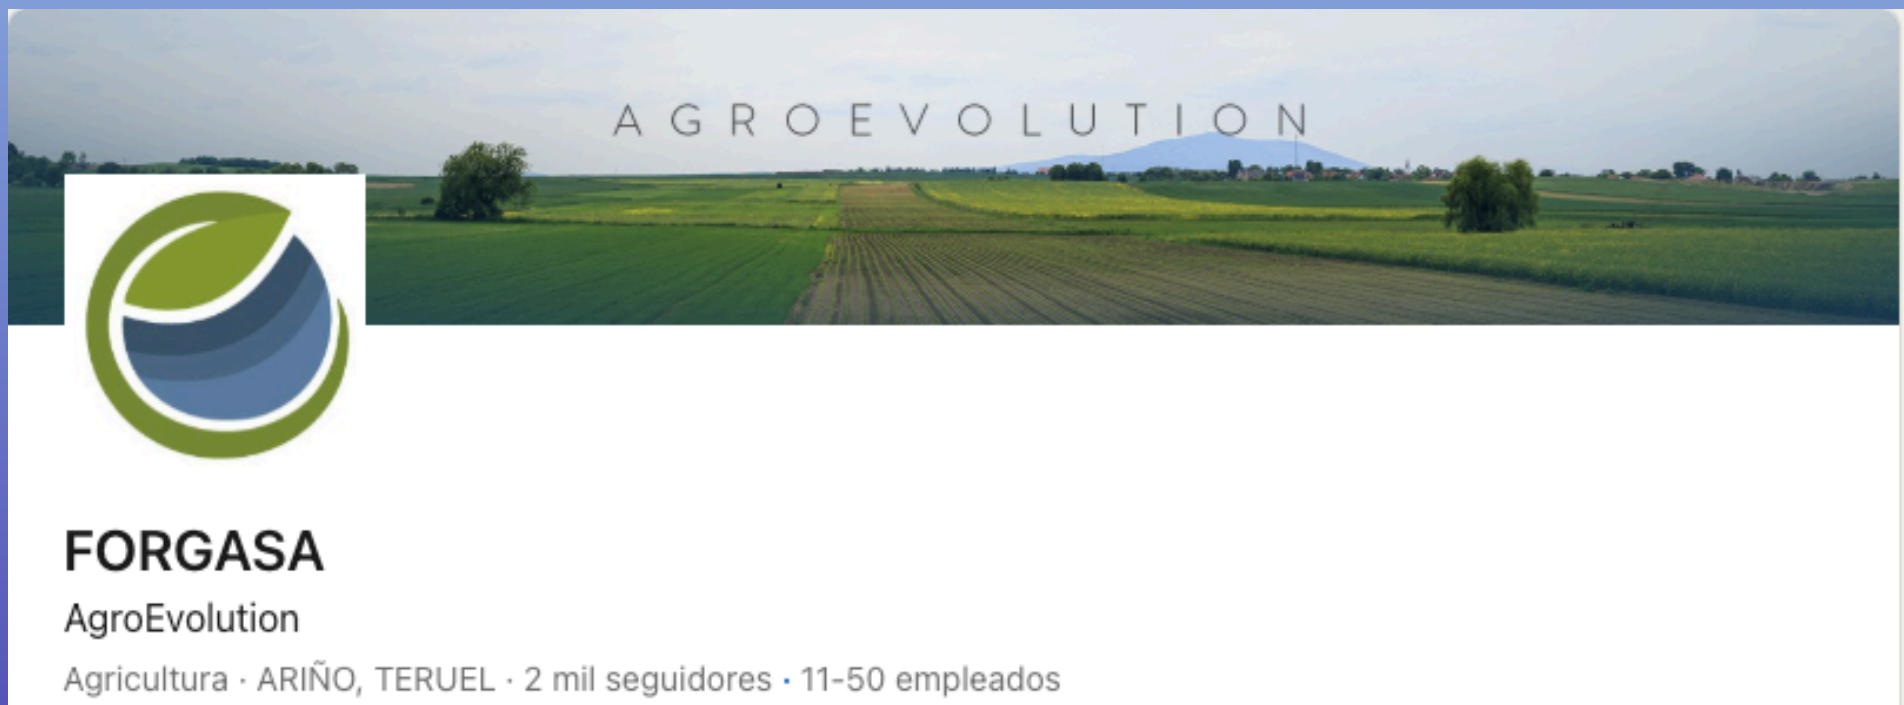 AGROEVOLUTION
FORGASA
AgroEvolution
Agricultura · ARIÑO, TERUEL · 2 mil seguidores · 11-50 empleados